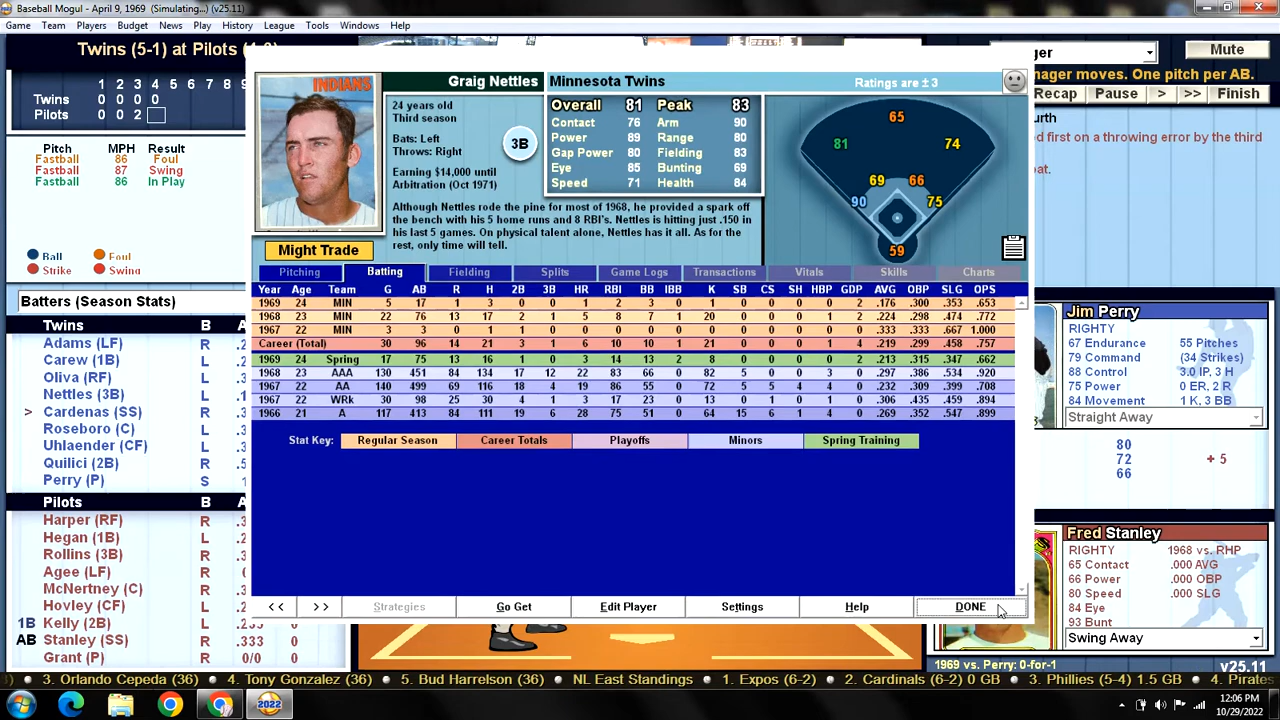 Baseball Mogul - April 9, 1969 (Simulating...) (v25.11)
Game Team Players Budget News Play History League Tools Windows Help
Twins (5-1) at Pilots
Mute
nager moves. One pitch per AB.
Recap Pause > >> Finish
1 2 3 4 5 6 7
Twins 0 0 0 0
Pilots 0 0 2
Pitch MPH Result
Fastball 86 Foul
Fastball 87 Swing
Fastball 86 In Play
Ball Foul
Strike Swing
Batters (Season Stats)
Twins B
Adams (LF) R
Carew (1B) L
Oliva (RF) L
Nettles (3B) L
> Cardenas (SS) R
Roseboro (C) L
Uhlaender (CF) L
Quilici (2B) R
Perry (P) S
Pilots B
Harper (RF) R
Hegan (1B) L
Rollins (3B) R
Agee (LF) R
McNertney (C) R
Hovley (CF) L
1B Kelly (2B) L
AB Stanley (SS) R .333 0
Grant (P) R 0/0 0
INDIANS
Graig Nettles
Minnesota Twins
Ratings are ± 3
24 years old
Third season
Bats: Left
Throws: Right
Earning $14,000 until
Arbitration (Oct 1971)
3B
Overall 81 Peak 83
Contact 76 Arm 90
Power 89 Range 80
Gap Power 80 Fielding 83
Eye 85 Bunting 69
Speed 71 Health 84
65
81 74
69 66
90 75
59
Although Nettles rode the pine for most of 1968, he provided a spark off
the bench with his 5 home runs and 8 RBI's. Nettles is hitting just .150 in
his last 5 games. On physical talent alone, Nettles has it all. As for the
rest, only time will tell.
Might Trade
Pitching Batting Fielding Splits Game Logs Transactions Vitals Skills Charts
Year Age Team G AB R H 2B 3B HR RBI BB IBB K SB CS SH HBP GDP AVG OBP SLG OPS
1969 24 MIN 5 17 1 3 0 0 1 2 3 0 1 0 0 0 0 2 .176 .300 .353 .653
1968 23 MIN 22 76 13 17 2 1 5 8 7 1 20 0 0 0 1 2 .224 .298 .474 .772
1967 22 MIN 3 3 0 1 1 0 0 0 0 0 0 0 0 0 0 0 .333 .333 .667 1.000
Career (Total) 30 96 14 21 3 1 6 10 10 1 21 0 0 0 1 4 .219 .299 .458 .757
1969 24 Spring 17 75 13 16 1 0 3 14 13 2 8 0 0 0 0 2 .213 .315 .347 .662
1968 23 AAA 130 451 84 134 17 12 22 83 66 0 82 5 0 0 3 0 .297 .386 .534 .920
1967 22 AA 140 499 69 116 18 4 19 86 55 0 72 5 5 4 4 0 .232 .309 .399 .708
1967 22 WRk 30 98 25 30 4 1 3 17 23 0 13 0 1 0 1 0 .306 .435 .459 .894
1966 21 A 117 413 84 111 19 6 28 75 51 0 64 15 6 1 4 0 .269 .352 .547 .899
Stat Key: Regular Season Career Totals Playoffs Minors Spring Training
<< >> Strategies Go Get Edit Player Settings Help DONE
Jim Perry
RIGHTY
67 Endurance 55 Pitches
79 Command (34 Strikes)
88 Control 3.0 IP, 3 H
75 Power 0 ER, 2 R
84 Movement 1 K, 3 BB
Straight Away
80
72 + 5
66
Fred Stanley
RIGHTY 1968 vs. RHP
65 Contact .000 AVG
66 Power .000 OBP
80 Speed .000 SLG
84 Eye
93 Bunt
Swing Away
1969 vs. Perry: 0-for-1 v25.11
3. Orlando Cepeda (36) 4. Tony Gonzalez (36) 5. Bud Harrelson (36) NL East Standings 1. Expos (6-2) 2. Cardinals (6-2) 0 GB 3. Phillies (5-4) 1.5 GB 4. Pirates
2022
12:06 PM
10/29/2022